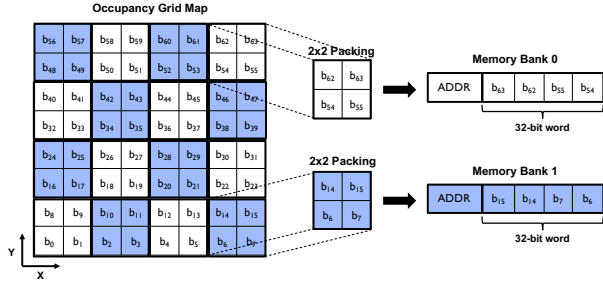 Occupancy Grid Map
b56 b57 b58 b59 b60 b61 b62 b63
b48 b49 b50 b51 b52 b53 b54 b55
b40 b41 b42 b43 b44 b45 b46 b47
b32 b33 b34 b35 b36 b37 b38 b39
b24 b25 b26 b27 b28 b29 b30 b31
b16 b17 b18 b19 b20 b21 b22 b23
b8 b9 b10 b11 b12 b13 b14 b15
b0 b1 b2 b3 b4 b5 b6 b7
Y
X
2x2 Packing
b62 b63
b54 b55
Memory Bank 0
ADDR b63 b62 b55 b54
32-bit word
2x2 Packing
b14 b15
b6 b7
Memory Bank 1
ADDR b15 b14 b7 b6
32-bit word